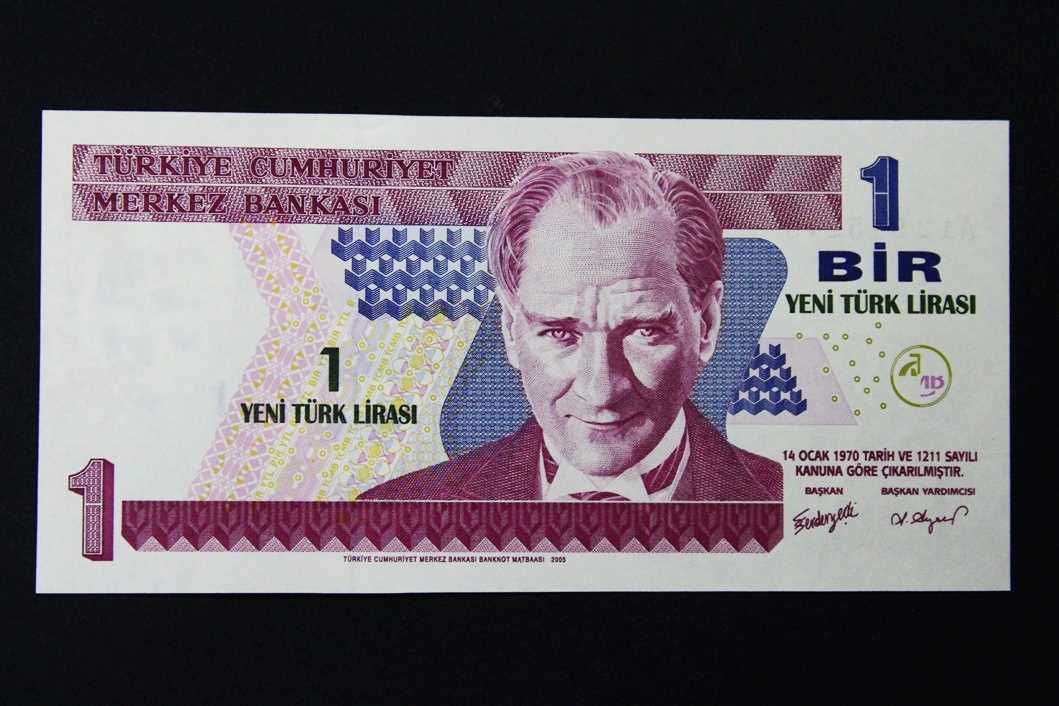 TÜRKİYE CUMHURİYET
MERKEZ BANKASI
1
BİR
YENİ TÜRK LİRASI
1
YENİ TÜRK LİRASI
14 OCAK 1970 TARİH VE 1211 SAYILI
KANUNA GÖRE ÇIKARILMIŞTIR.
BAŞKAN BAŞKAN YARDIMCISI
1
TÜRKİYE CUMHURİYET MERKEZ BANKASI BANKNOT MATBAASI 2005